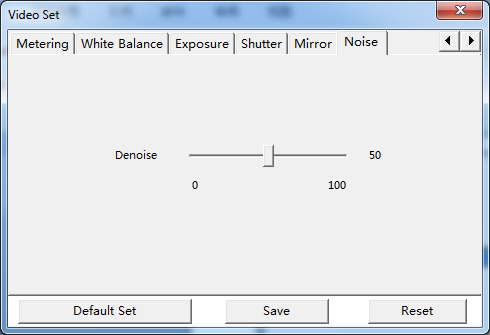 Video Set
Metering White Balance Exposure Shutter Mirror Noise
Denoise 50
0 100
Default Set Save Reset